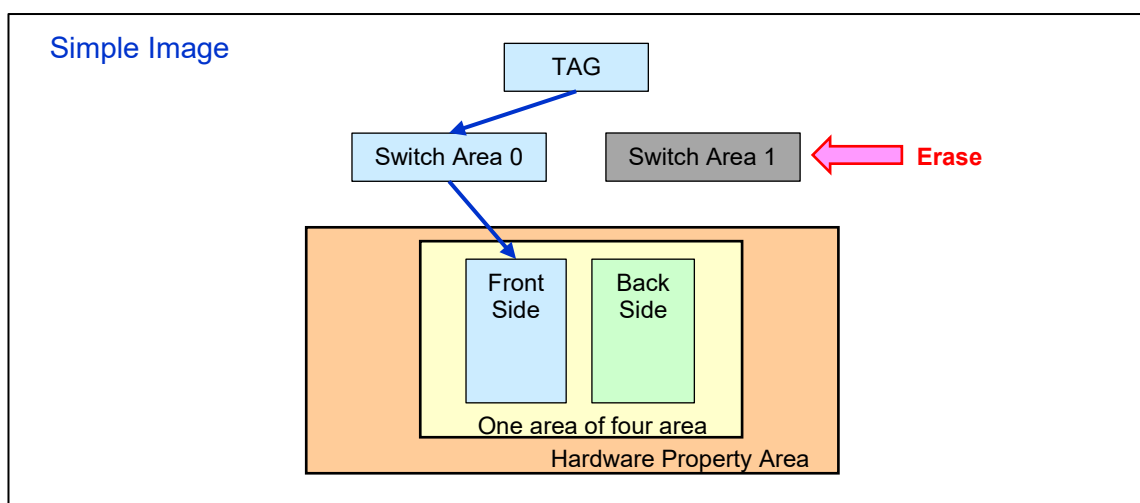 Simple Image
TAG
Switch Area 0
Switch Area 1
Erase
Front
Side
Back
Side
One area of four area
Hardware Property Area